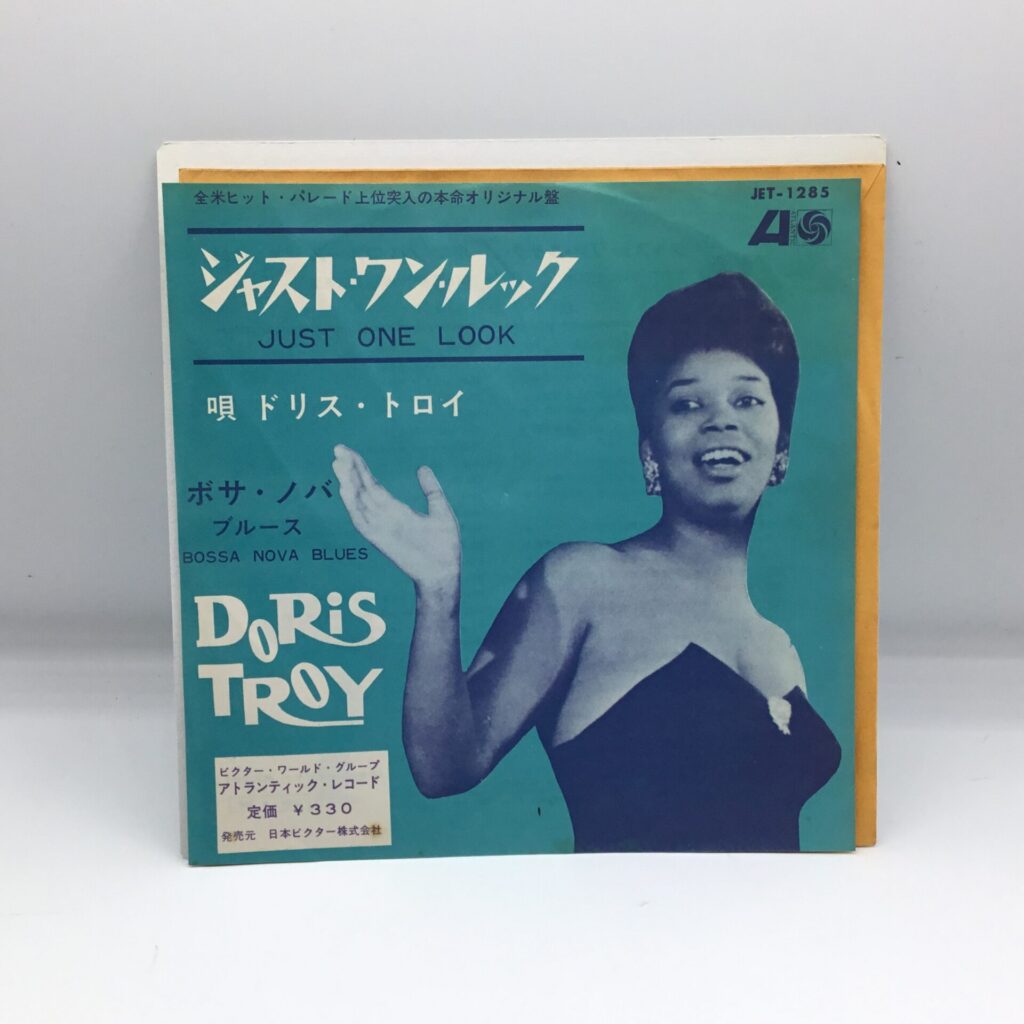 全米ヒット・パレード上位突入の本命オリジナル盤
JET-1285
ATLANTIC
ジャスト・ワン・ルック
JUST ONE LOOK
唄 ドリス・トロイ
ボサ・ノバ
ブルース
BOSSA NOVA BLUES
DORiS
TROY
ビクター・ワールド・グループ
アトランティック・レコード
定価 ¥330
発売元 日本ビクター株式会社